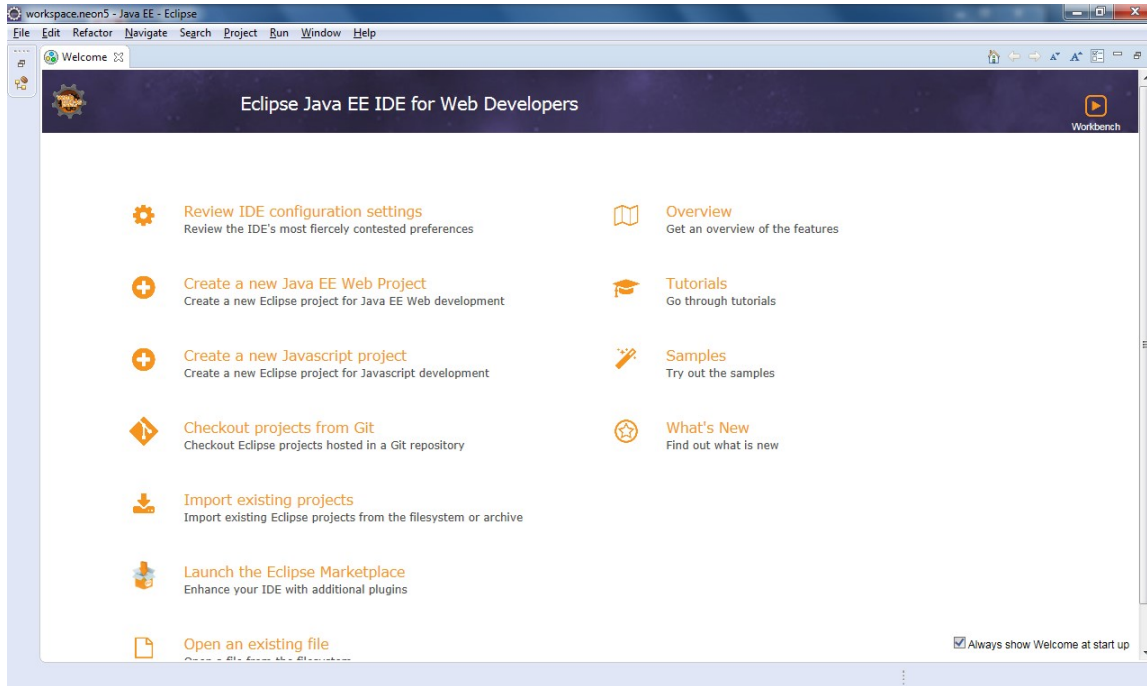 workspace.neon5 - Java EE - Eclipse
File Edit Refactor Navigate Search Project Run Window Help
Welcome
Eclipse Java EE IDE for Web Developers
Workbench
Review IDE configuration settings
Review the IDE's most fiercely contested preferences
Create a new Java EE Web Project
Create a new Eclipse project for Java EE Web development
Create a new Javascript project
Create a new Eclipse project for Javascript development
Checkout projects from Git
Checkout Eclipse projects hosted in a Git repository
Import existing projects
Import existing Eclipse projects from the filesystem or archive
Launch the Eclipse Marketplace
Enhance your IDE with additional plugins
Open an existing file
Open a file from the filesystem
Overview
Get an overview of the features
Tutorials
Go through tutorials
Samples
Try out the samples
What's New
Find out what is new
Always show Welcome at start up